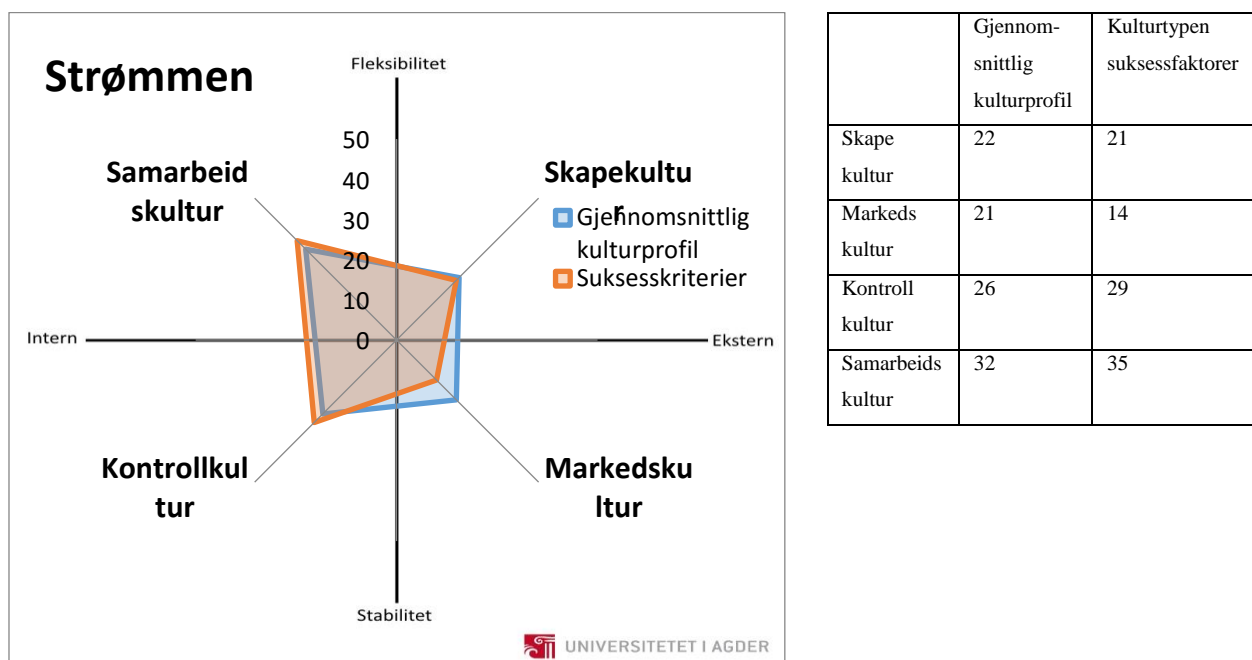 Strømmen
Fleksibilitet
50
40
30
20
10
0
Samarbeid
skultur
Skapekultu
r
Gjennomsnittlig
kulturprofil
Suksesskriterier
Intern
Ekstern
Kontrollkul
tur
Markedsku
ltur
Stabilitet
UNIVERSITETET I AGDER
Gjennom-
snittlig
kulturprofil
Kulturtypen
suksessfaktorer
Skape
kultur
22
21
Markeds
kultur
21
14
Kontroll
kultur
26
29
Samarbeids
kultur
32
35